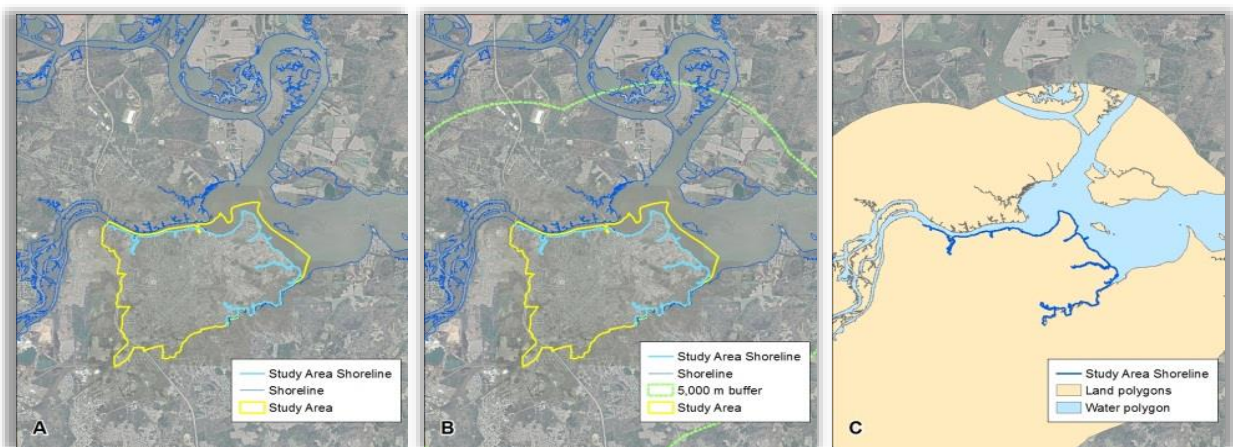 A
Study Area Shoreline
Shoreline
Study Area
B
Study Area Shoreline
Shoreline
5,000 m buffer
Study Area
C
Study Area Shoreline
Land polygons
Water polygon